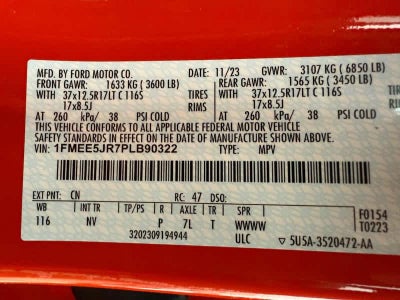 MFD. BY FORD MOTOR CO.
DATE: 11/23 GVWR: 3107 KG ( 6850 LB)
FRONT GAWR: 1633 KG ( 3600 LB) REAR GAWR: 1565 KG ( 3450 LB)
WITH WITH
37x12.5R17LT C 116S TIRES 37x12.5R17LT C 116S
17x8.5J RIMS 17x8.5J
AT 260 kPa/ 38 PSI COLD AT 260 kPa/ 38 PSI COLD
THIS VEHICLE CONFORMS TO ALL APPLICABLE FEDERAL MOTOR VEHICLE
SAFETY STANDARDS IN EFFECT ON THE DATE OF MANUFACTURE SHOWN ABOVE.
VIN: 1FMEE5JR7PLB90322 TYPE: MPV
EXT PNT: CN RC: 47 DSO:
WB INT TR TP/PS R AXLE TR SPR F0154
116 NV P 7L T WWWW T0223
3202309194944 ULC ▽ 5U5A-3520472-AA